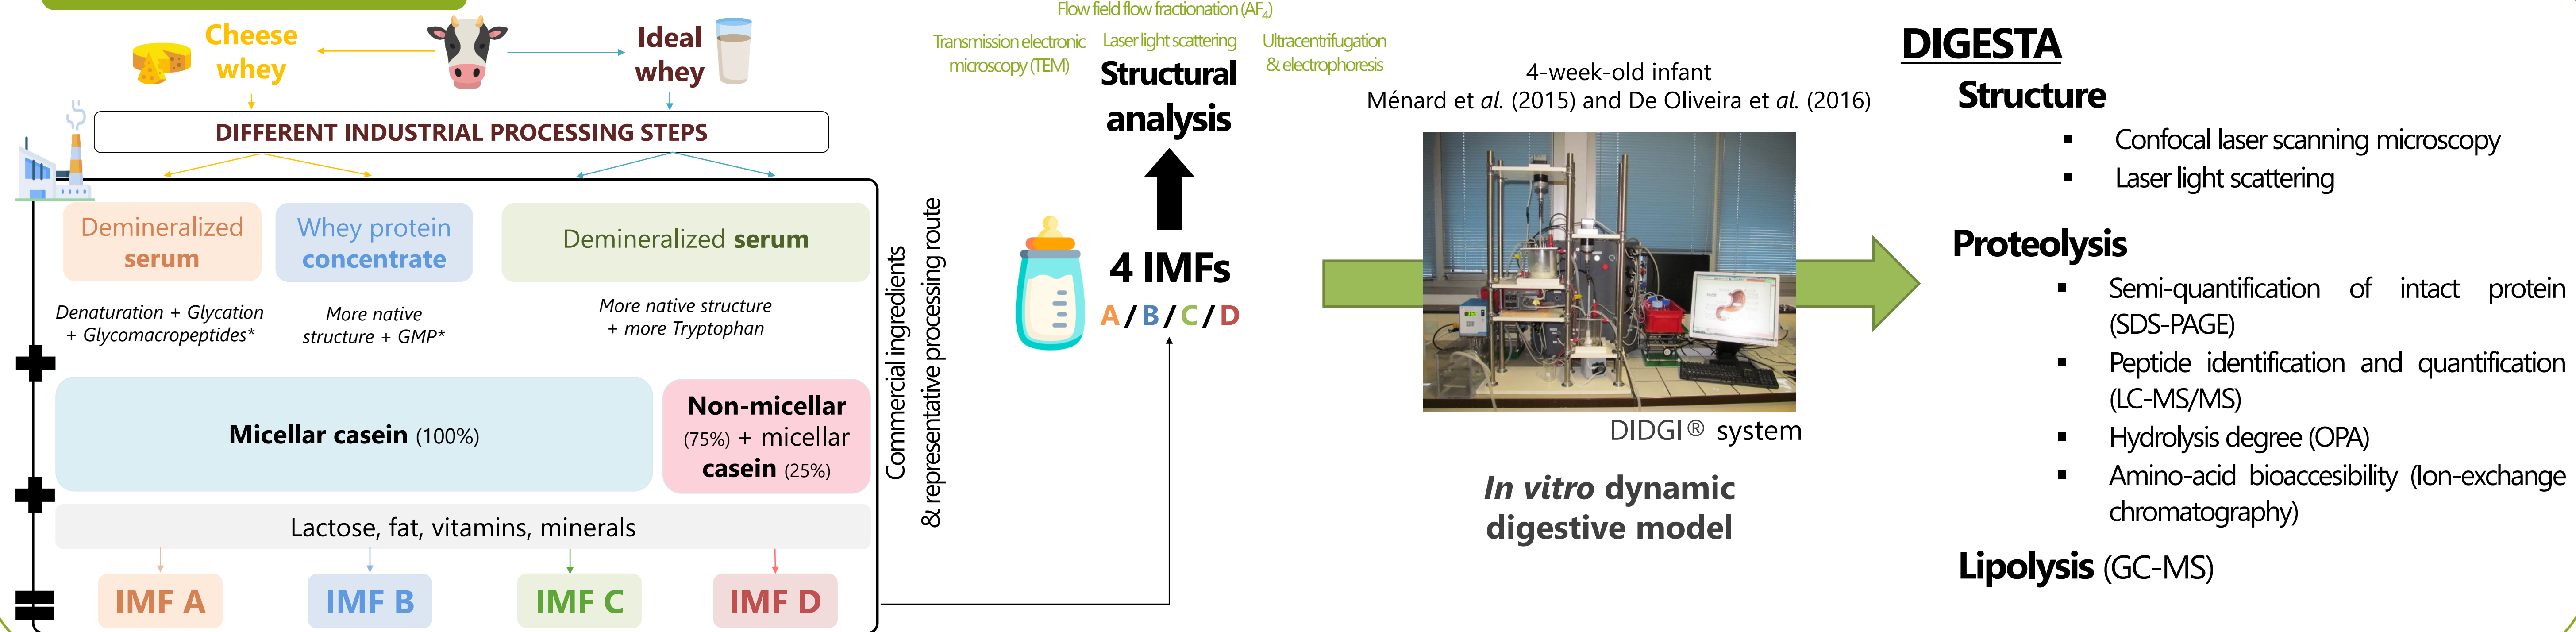 Cheese
whey
Ideal
whey
DIFFERENT INDUSTRIAL PROCESSING STEPS
Demineralized
serum
Whey protein
concentrate
Demineralized serum
Denaturation + Glycation
+ Glycomacropeptides*
More native
structure + GMP*
More native structure
+ more Tryptophan
Micellar casein (100%)
Non-micellar
(75%) + micellar
casein (25%)
Lactose, fat, vitamins, minerals
IMF A
IMF B
IMF C
IMF D
Commercial ingredients
& representative processing route
Flow field flow fractionation (AF4)
Transmission electronic
microscopy (TEM)
Laser light scattering
Ultracentrifugation
& electrophoresis
Structural
analysis
4 IMFs
A / B / C / D
4-week-old infant
Ménard et al. (2015) and De Oliveira et al. (2016)
DIDGI® system
In vitro dynamic
digestive model
DIGESTA
Structure
▪ Confocal laser scanning microscopy
▪ Laser light scattering
Proteolysis
▪ Semi-quantification of intact protein
(SDS-PAGE)
▪ Peptide identification and quantification
(LC-MS/MS)
▪ Hydrolysis degree (OPA)
▪ Amino-acid bioaccesibility (Ion-exchange
chromatography)
Lipolysis (GC-MS)